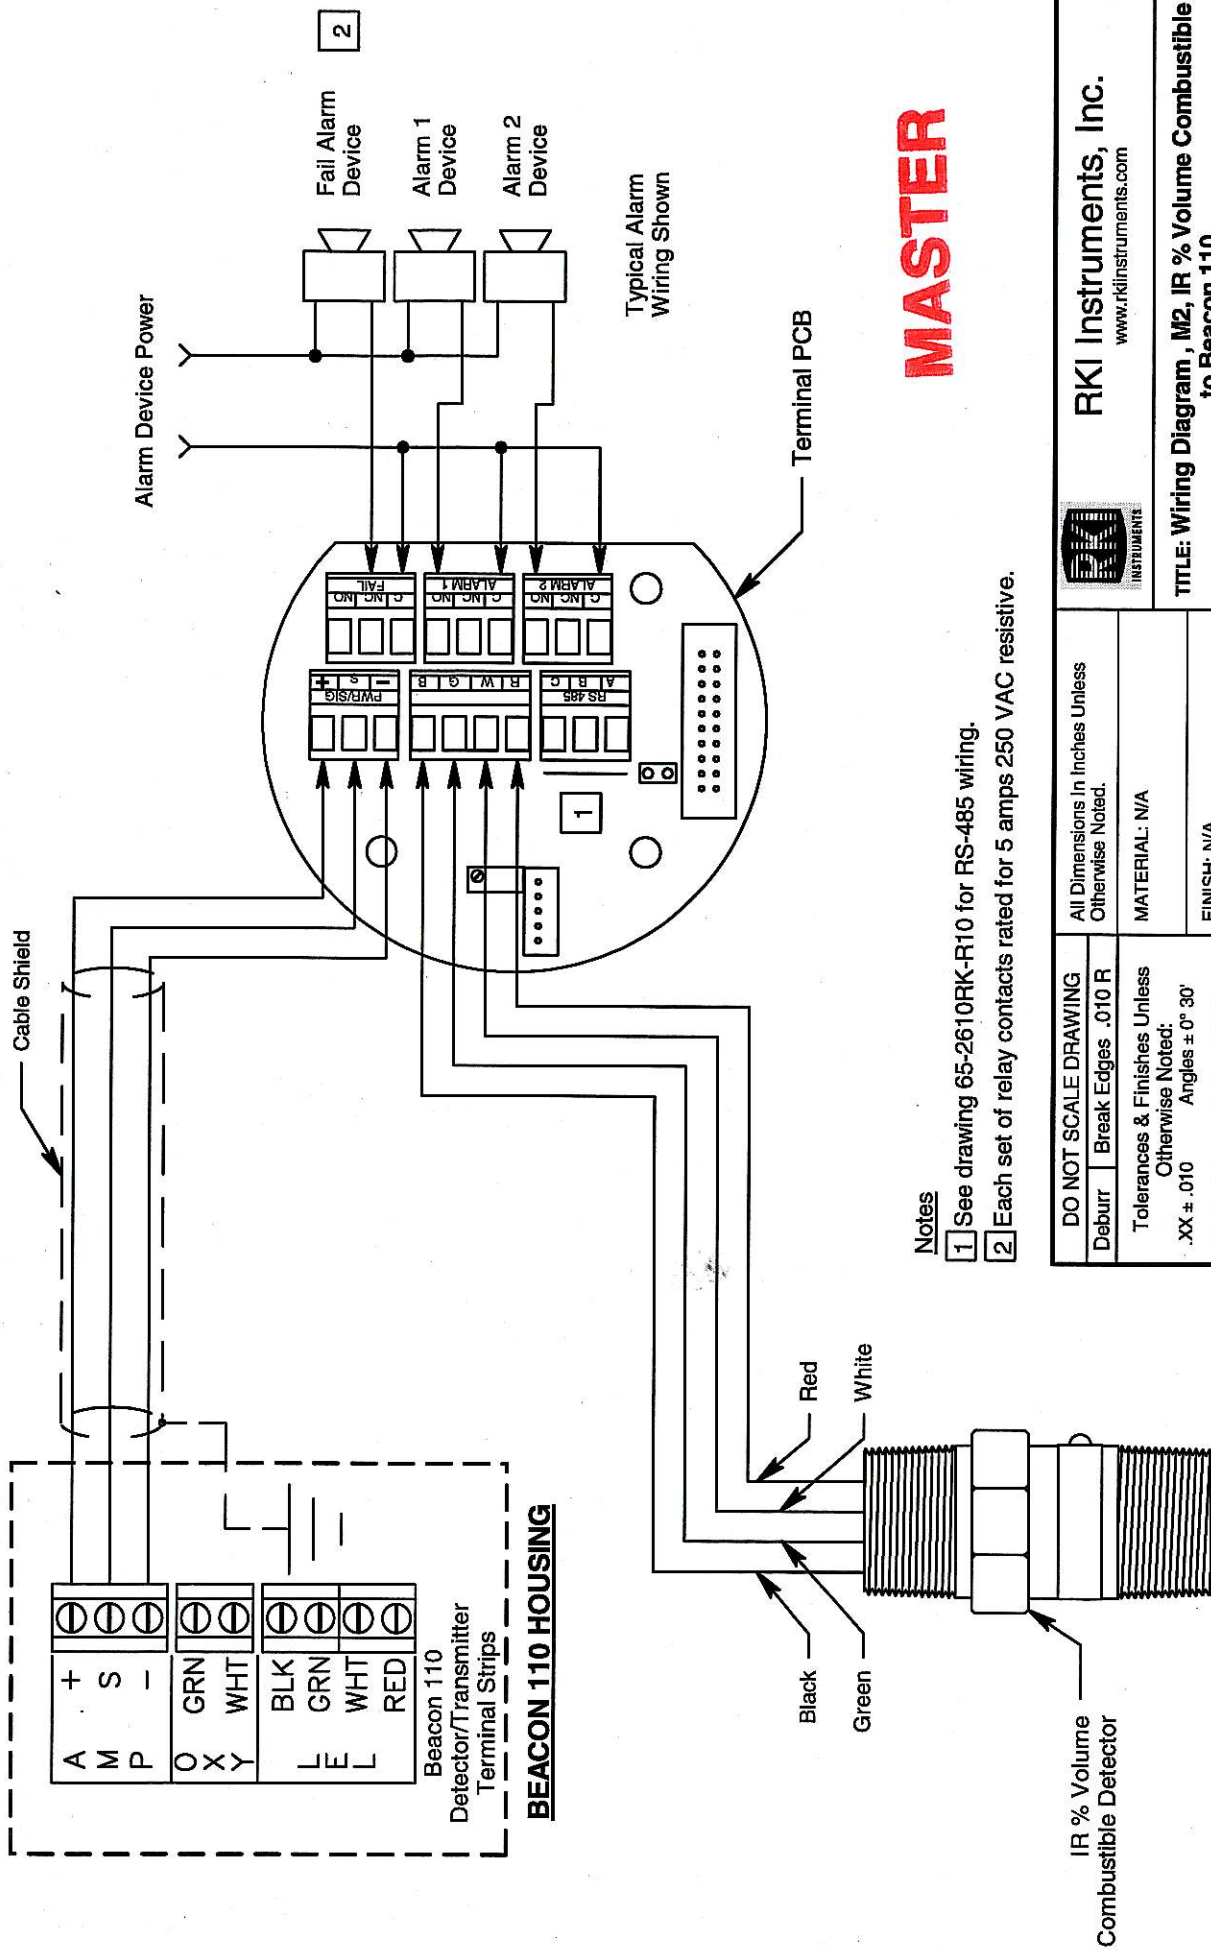 Cable Shield
Alarm Device Power
2
Fail Alarm
Device
Alarm 1
Device
Alarm 2
Device
Typical Alarm
Wiring Shown
A +
M S
P −
O GRN
X
Y WHT
BLK
L GRN
E WHT
L RED
Beacon 110
Detector/Transmitter
Terminal Strips
BEACON 110 HOUSING
+
S
−
PWR/SIG
B
G
W
R
C
B
A
RS 485
NO
NC
C
FAIL
NO
NC
C
ALARM 1
NO
NC
C
ALARM 2
1
Terminal PCB
Black
Green
Red
White
IR % Volume
Combustible Detector
MASTER
Notes
1 See drawing 65-2610RK-R10 for RS-485 wiring.
2 Each set of relay contacts rated for 5 amps 250 VAC resistive.
DO NOT SCALE DRAWING
Deburr
Break Edges .010 R
Tolerances & Finishes Unless
Otherwise Noted:
.XX ± .010 Angles ± 0° 30'
All Dimensions In Inches Unless
Otherwise Noted.
MATERIAL: N/A
FINISH: N/A
RKI
INSTRUMENTS
RKI Instruments, Inc.
www.rkiinstruments.com
TITLE: Wiring Diagram , M2, IR % Volume Combustible
to Beacon 110